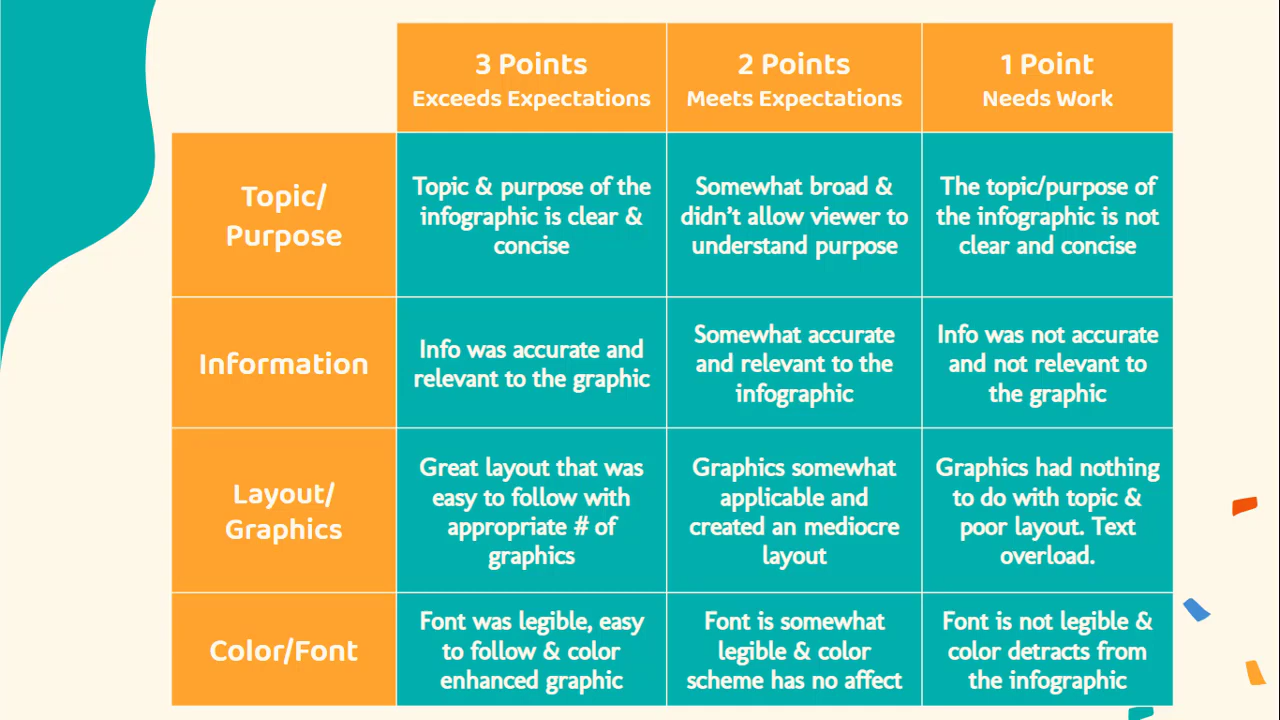 3 Points
Exceeds Expectations
2 Points
Meets Expectations
1 Point
Needs Work
Topic/
Purpose
Topic & purpose of the
infographic is clear &
concise
Somewhat broad &
didn't allow viewer to
understand purpose
The topic/purpose of
the infographic is not
clear and concise
Information
Info was accurate and
relevant to the graphic
Somewhat accurate
and relevant to the
infographic
Info was not accurate
and not relevant to
the graphic
Layout/
Graphics
Great layout that was
easy to follow with
appropriate # of
graphics
Graphics somewhat
applicable and
created an mediocre
layout
Graphics had nothing
to do with topic &
poor layout. Text
overload.
Color/Font
Font was legible, easy
to follow & color
enhanced graphic
Font is somewhat
legible & color
scheme has no affect
Font is not legible &
color detracts from
the infographic